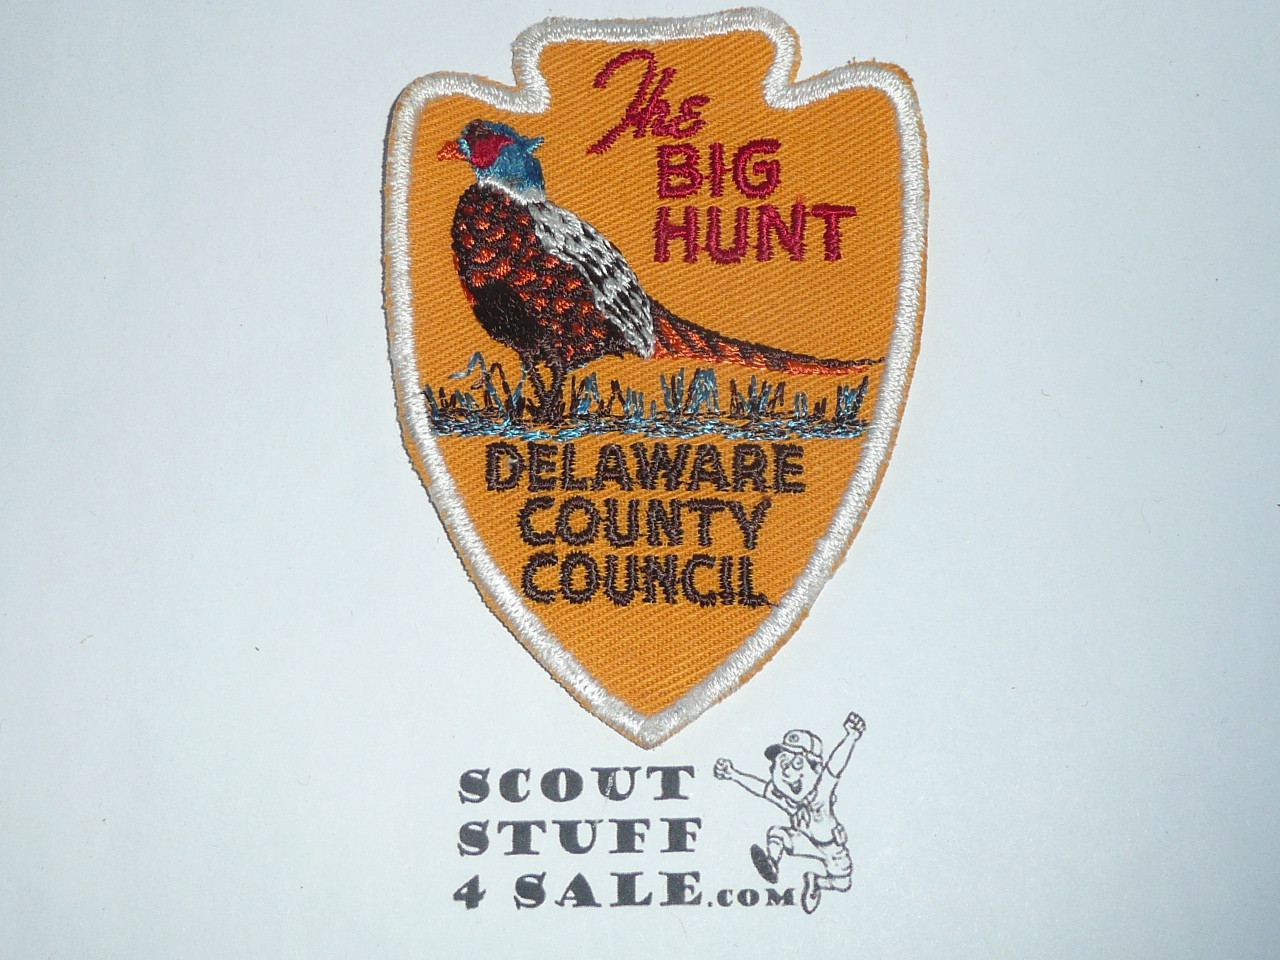 The
BIG
HUNT
DELAWARE
COUNTY
COUNCIL
SCOUT
STUFF
4 SALE.COM